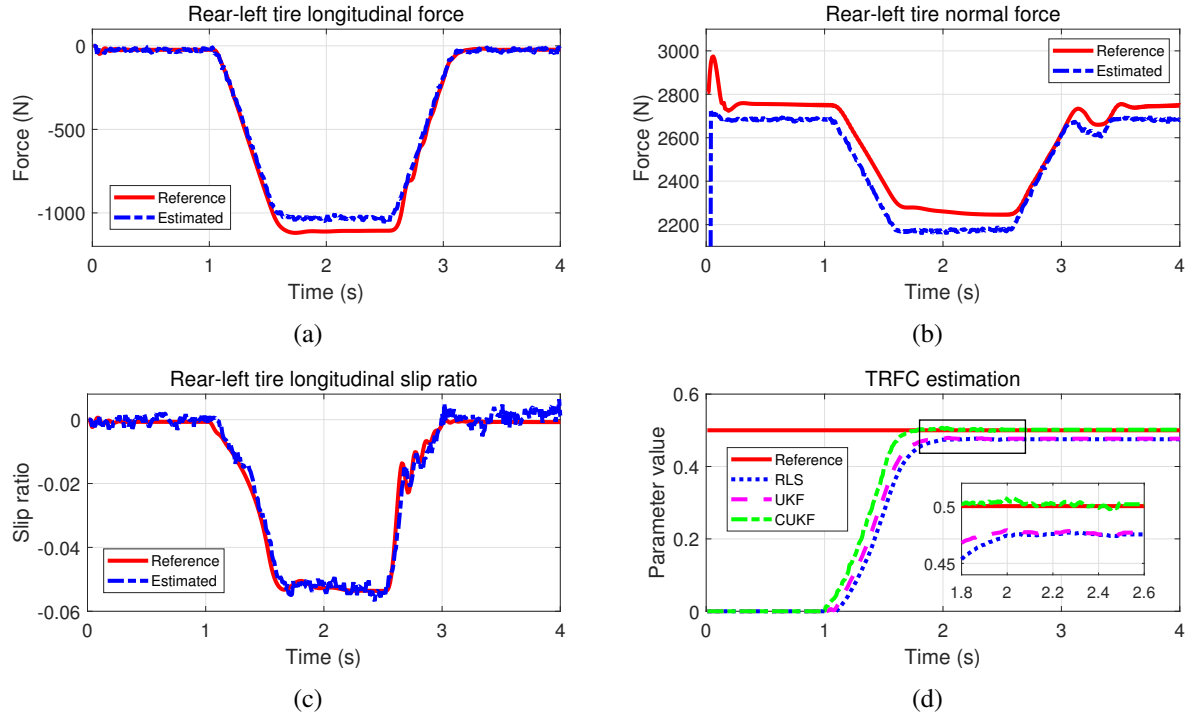 Rear-left tire longitudinal force
0
-500
-1000
Force (N)
Reference
Estimated
0 1 2 3 4
Time (s)
(a)
Rear-left tire normal force
3000
2800
2600
2400
2200
Force (N)
Reference
Estimated
0 1 2 3 4
Time (s)
(b)
Rear-left tire longitudinal slip ratio
0
-0.02
-0.04
-0.06
Slip ratio
Reference
Estimated
0 1 2 3 4
Time (s)
(c)
TRFC estimation
0.6
0.4
0.2
0
Parameter value
Reference
RLS
UKF
CUKF
0.5
0.45
1.8 2 2.2 2.4 2.6
0 1 2 3 4
Time (s)
(d)